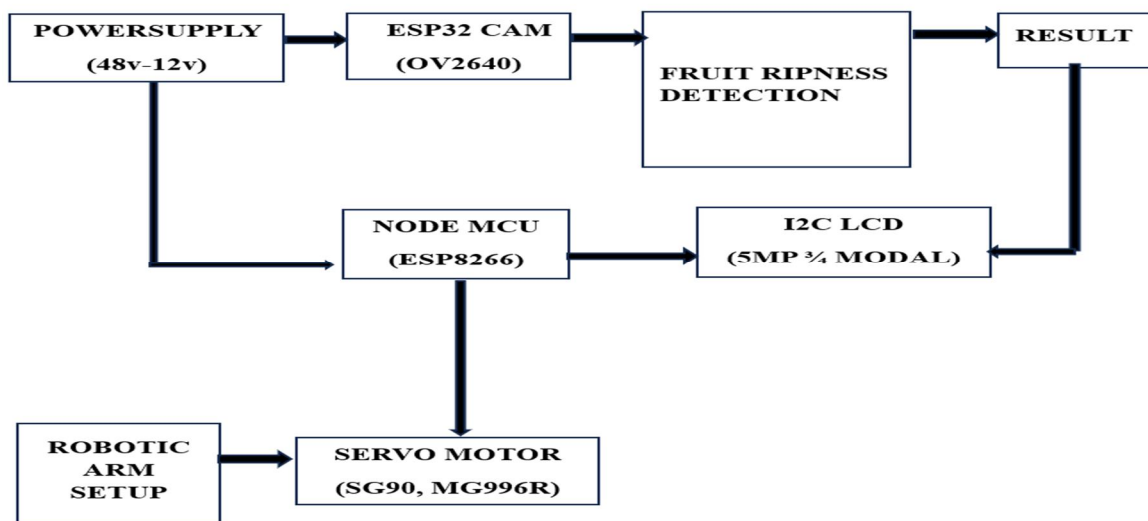 POWERSUPPLY
(48v-12v)
ESP32 CAM
(OV2640)
FRUIT RIPNESS
DETECTION
RESULT
NODE MCU
(ESP8266)
I2C LCD
(5MP ¾ MODAL)
ROBOTIC
ARM
SETUP
SERVO MOTOR
(SG90, MG996R)